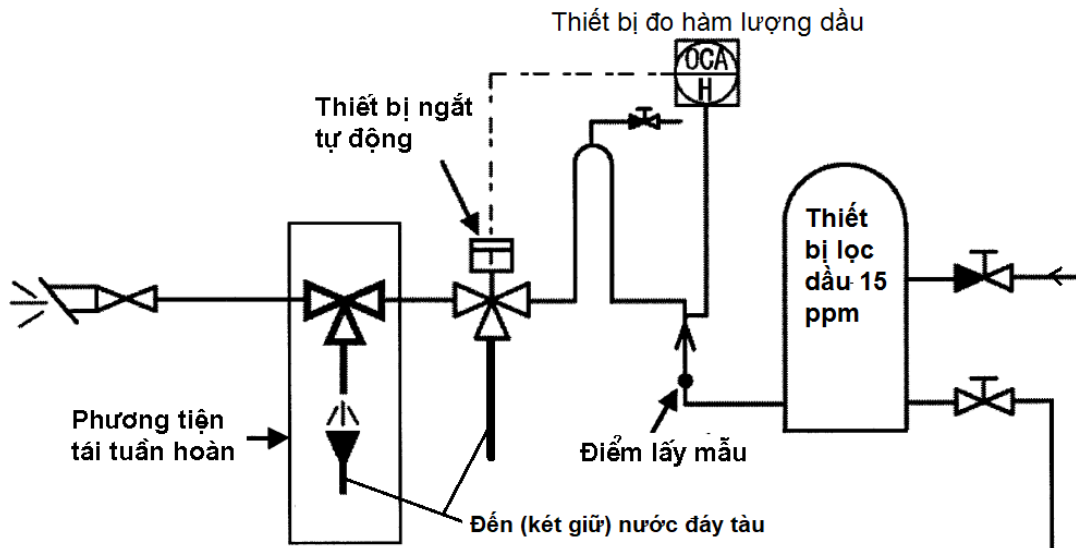 Thiết bị đo hàm lượng dầu
OCA
H
Thiết bị ngắt
tự động
Thiết
bị lọc
dầu 15
ppm
Phương tiện
tái tuần hoàn
Điểm lấy mẫu
Đến (két giữ) nước đáy tàu